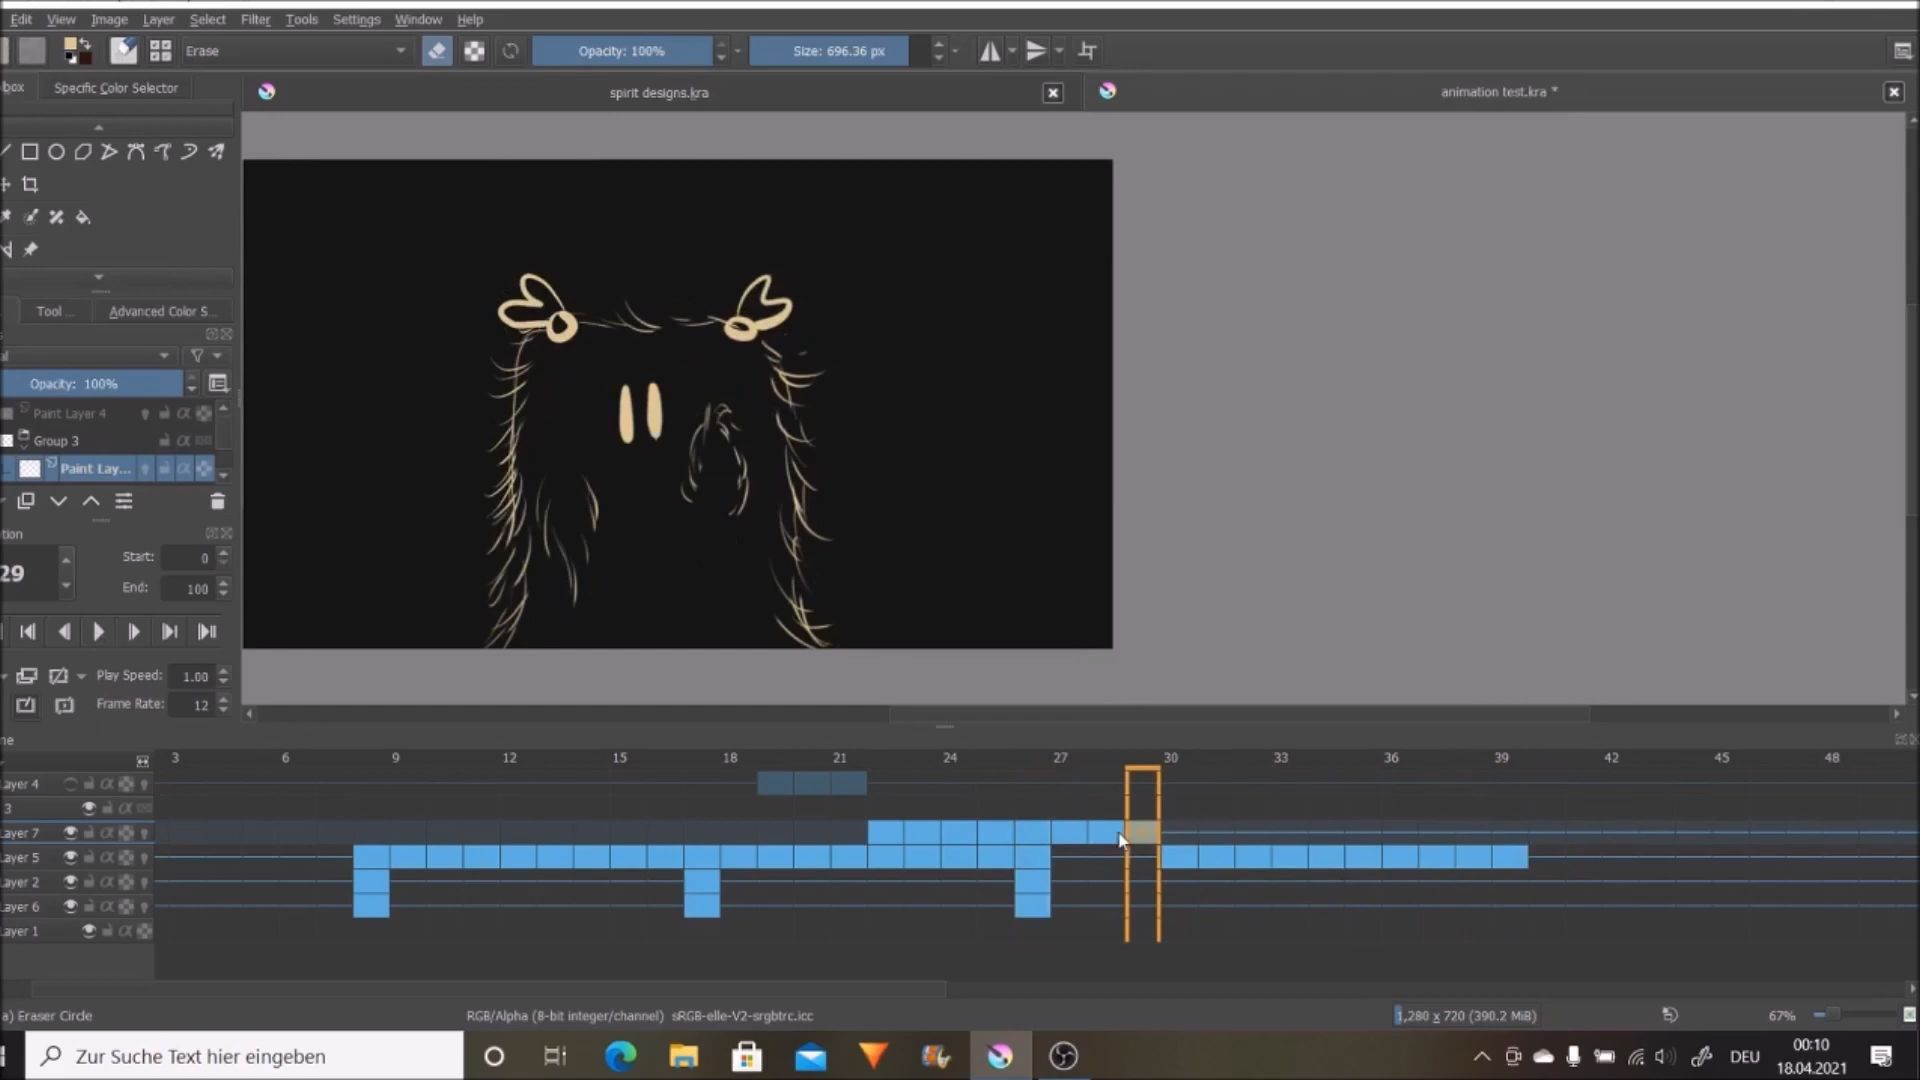 Edit View Image Layer Select Filter Tools Settings Window Help
Erase Opacity: 100% Size: 696.36 px
box Specific Color Selector
spirit designs.kra
animation test.kra *
Tool ... Advanced Color S...
al
Opacity: 100%
Paint Layer 4
Group 3
Paint Lay...
tion
29
Start: 0
End: 100
Play Speed: 1.00
Frame Rate: 12
ne
3 6 9 12 15 18 21 24 27 30 33 36 39 42 45 48
ayer 4
3
ayer 7
ayer 5
ayer 2
ayer 6
ayer 1
a) Eraser Circle
RGB/Alpha (8-bit integer/channel) sRGB-elle-V2-srgbtrc.icc
1,280 x 720 (390.2 MiB)
67%
Zur Suche Text hier eingeben
DEU
00:10
18.04.2021